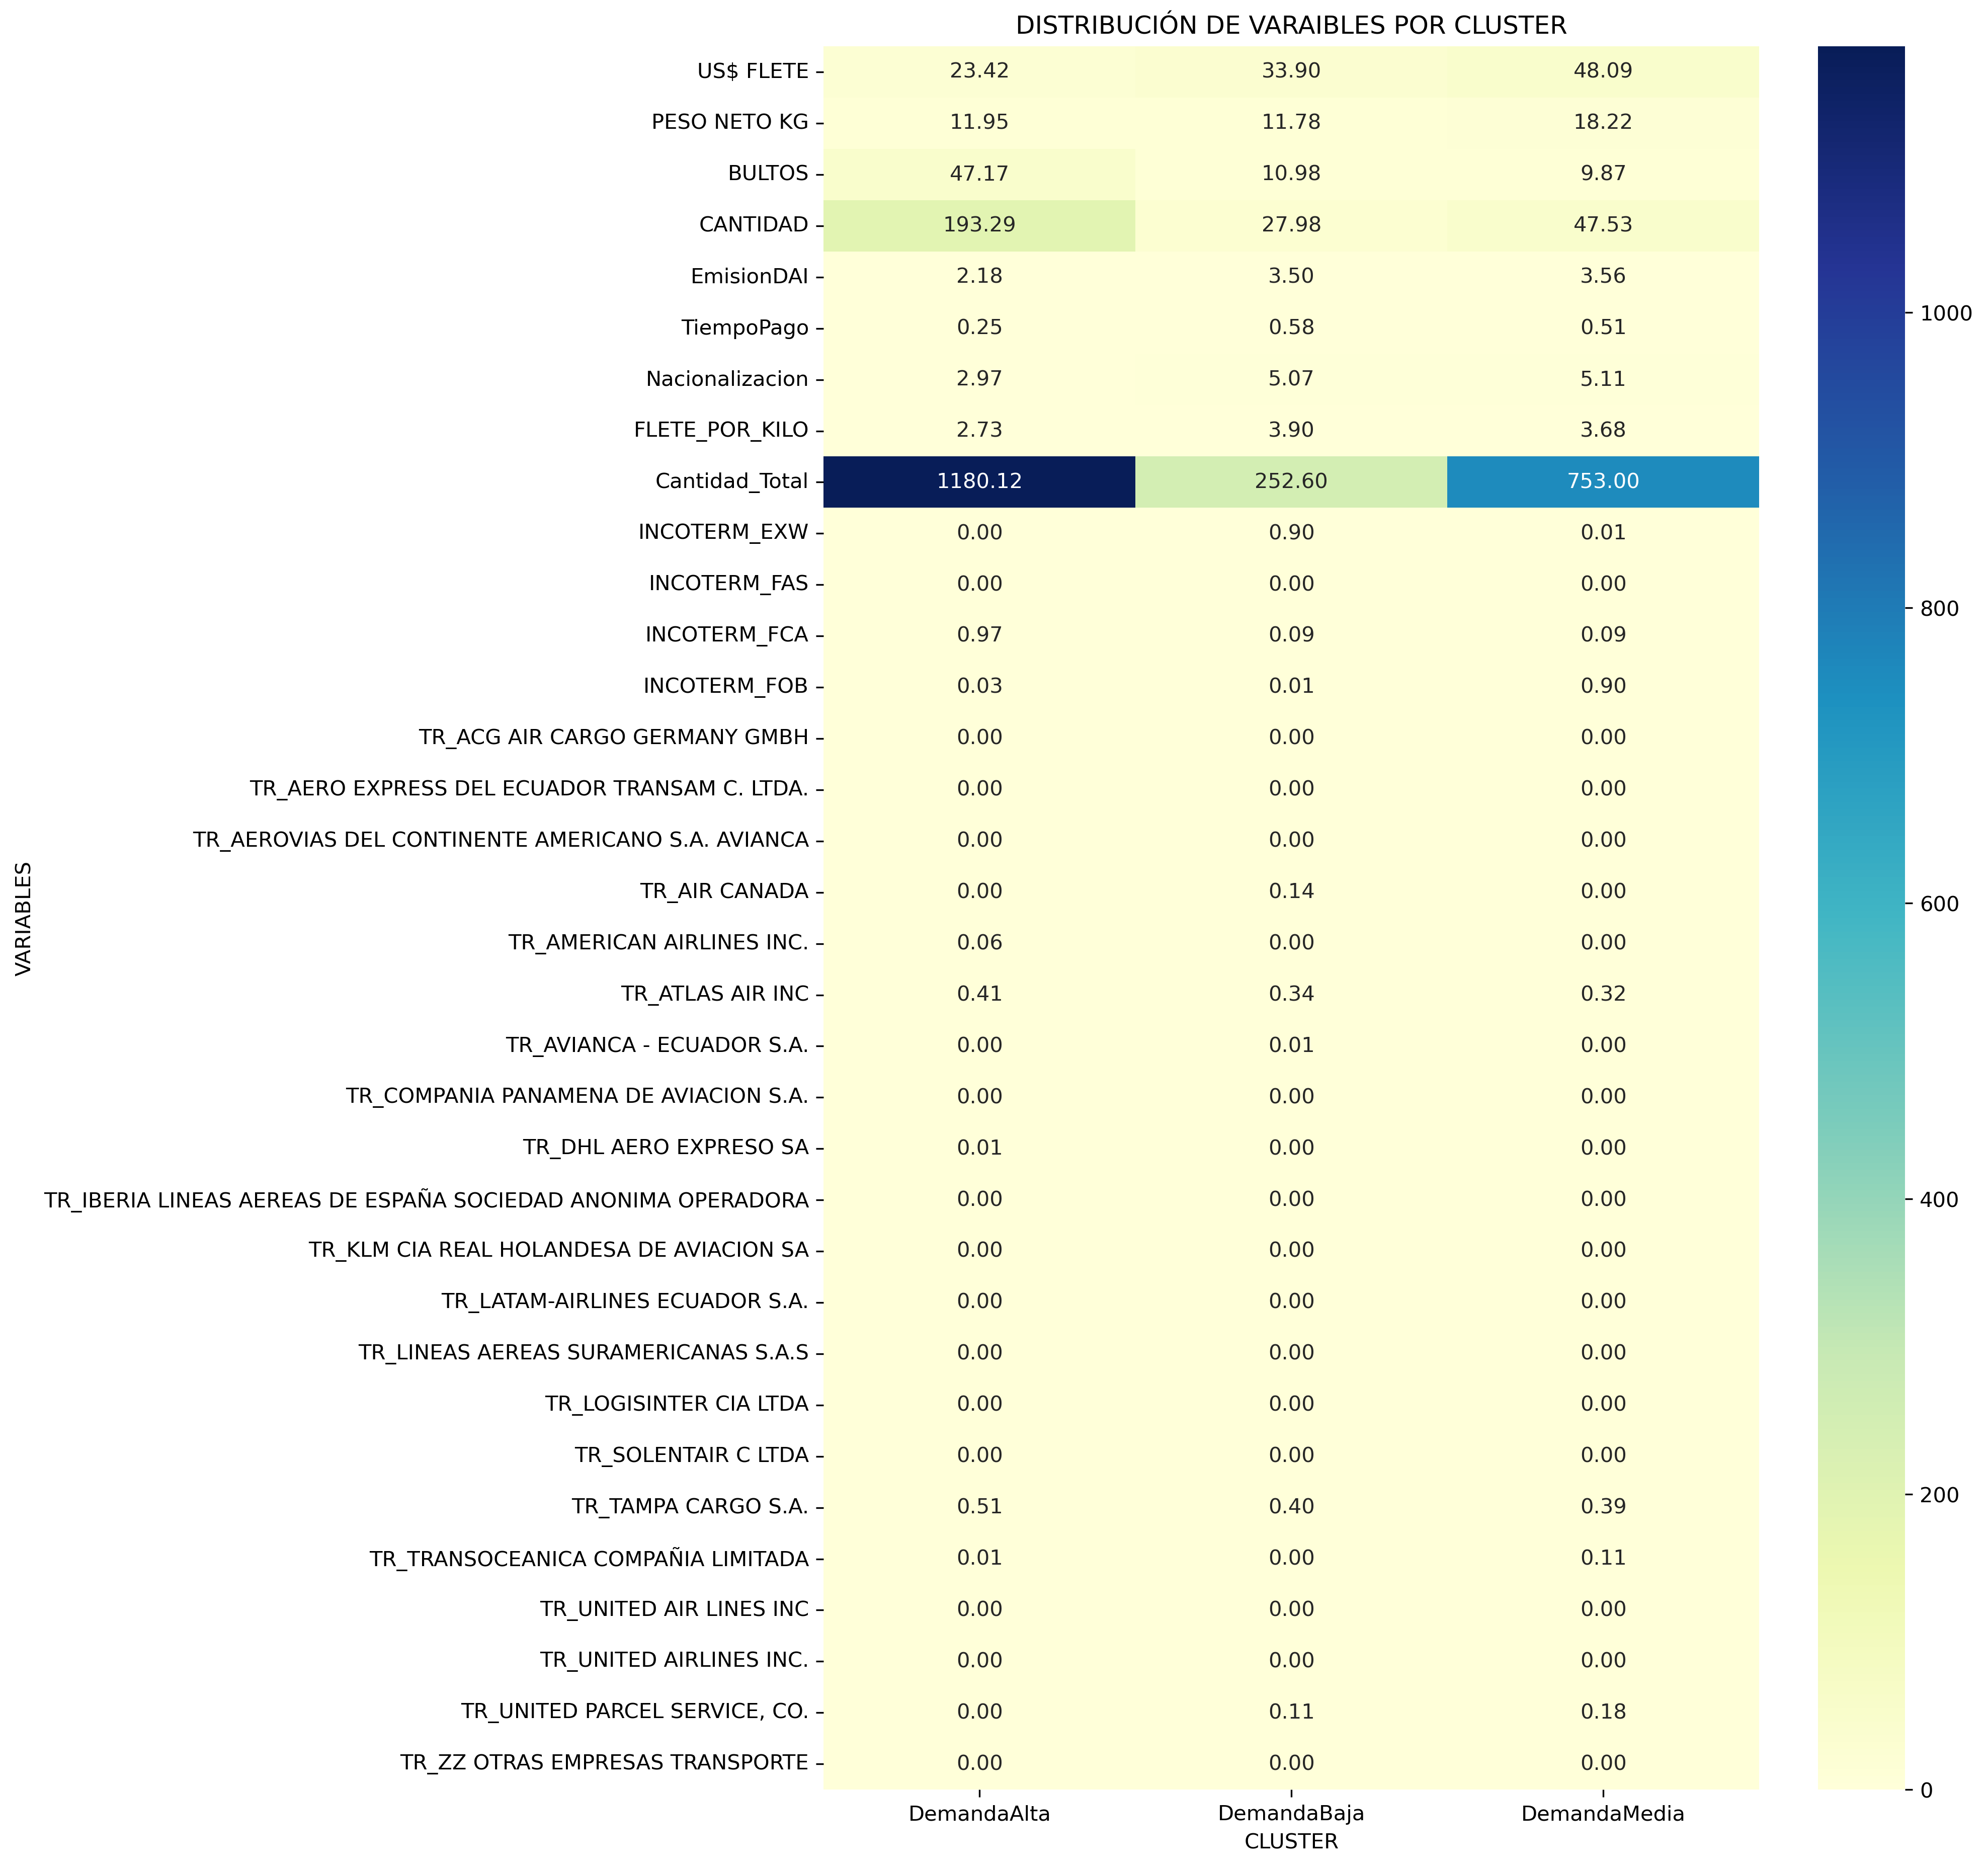 DISTRIBUCIÓN DE VARAIBLES POR CLUSTER
US$ FLETE 23.42 33.90 48.09
PESO NETO KG 11.95 11.78 18.22
BULTOS 47.17 10.98 9.87
CANTIDAD 193.29 27.98 47.53
EmisionDAI 2.18 3.50 3.56
TiempoPago 0.25 0.58 0.51
Nacionalizacion 2.97 5.07 5.11
FLETE_POR_KILO 2.73 3.90 3.68
Cantidad_Total 1180.12 252.60 753.00
INCOTERM_EXW 0.00 0.90 0.01
INCOTERM_FAS 0.00 0.00 0.00
INCOTERM_FCA 0.97 0.09 0.09
INCOTERM_FOB 0.03 0.01 0.90
TR_ACG AIR CARGO GERMANY GMBH 0.00 0.00 0.00
TR_AERO EXPRESS DEL ECUADOR TRANSAM C. LTDA. 0.00 0.00 0.00
TR_AEROVIAS DEL CONTINENTE AMERICANO S.A. AVIANCA 0.00 0.00 0.00
TR_AIR CANADA 0.00 0.14 0.00
TR_AMERICAN AIRLINES INC. 0.06 0.00 0.00
TR_ATLAS AIR INC 0.41 0.34 0.32
TR_AVIANCA - ECUADOR S.A. 0.00 0.01 0.00
TR_COMPANIA PANAMENA DE AVIACION S.A. 0.00 0.00 0.00
TR_DHL AERO EXPRESO SA 0.01 0.00 0.00
TR_IBERIA LINEAS AEREAS DE ESPAÑA SOCIEDAD ANONIMA OPERADORA 0.00 0.00 0.00
TR_KLM CIA REAL HOLANDESA DE AVIACION SA 0.00 0.00 0.00
TR_LATAM-AIRLINES ECUADOR S.A. 0.00 0.00 0.00
TR_LINEAS AEREAS SURAMERICANAS S.A.S 0.00 0.00 0.00
TR_LOGISINTER CIA LTDA 0.00 0.00 0.00
TR_SOLENTAIR C LTDA 0.00 0.00 0.00
TR_TAMPA CARGO S.A. 0.51 0.40 0.39
TR_TRANSOCEANICA COMPAÑIA LIMITADA 0.01 0.00 0.11
TR_UNITED AIR LINES INC 0.00 0.00 0.00
TR_UNITED AIRLINES INC. 0.00 0.00 0.00
TR_UNITED PARCEL SERVICE, CO. 0.00 0.11 0.18
TR_ZZ OTRAS EMPRESAS TRANSPORTE 0.00 0.00 0.00
DemandaAlta DemandaBaja DemandaMedia
CLUSTER
VARIABLES
1000
800
600
400
200
0